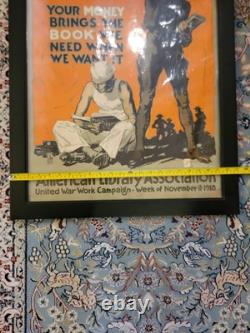 YOUR MONEY
BRINGS THE
BOOK WE
NEED WHEN
WE WANT IT
American Library Association
United War Work Campaign - Week of November 11 1918